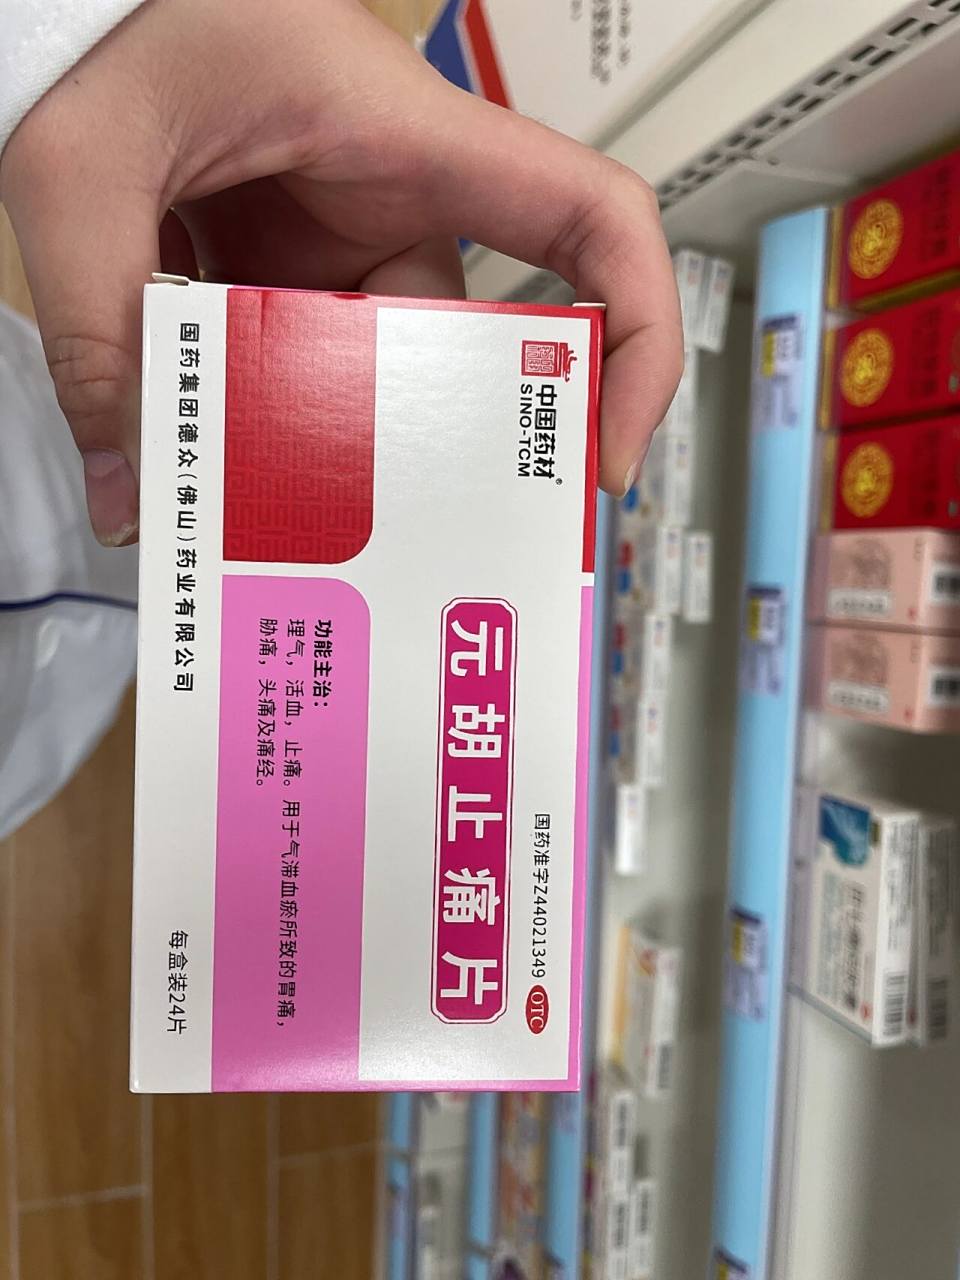 中国药材®
SINO-TCM
国药准字Z44021349
OTC
元胡止痛片
功能主治：
理气，活血，止痛。用于气滞血瘀所致的胃痛，
胁痛，头痛及痛经。
国药集团德众（佛山）药业有限公司
每盒装24片